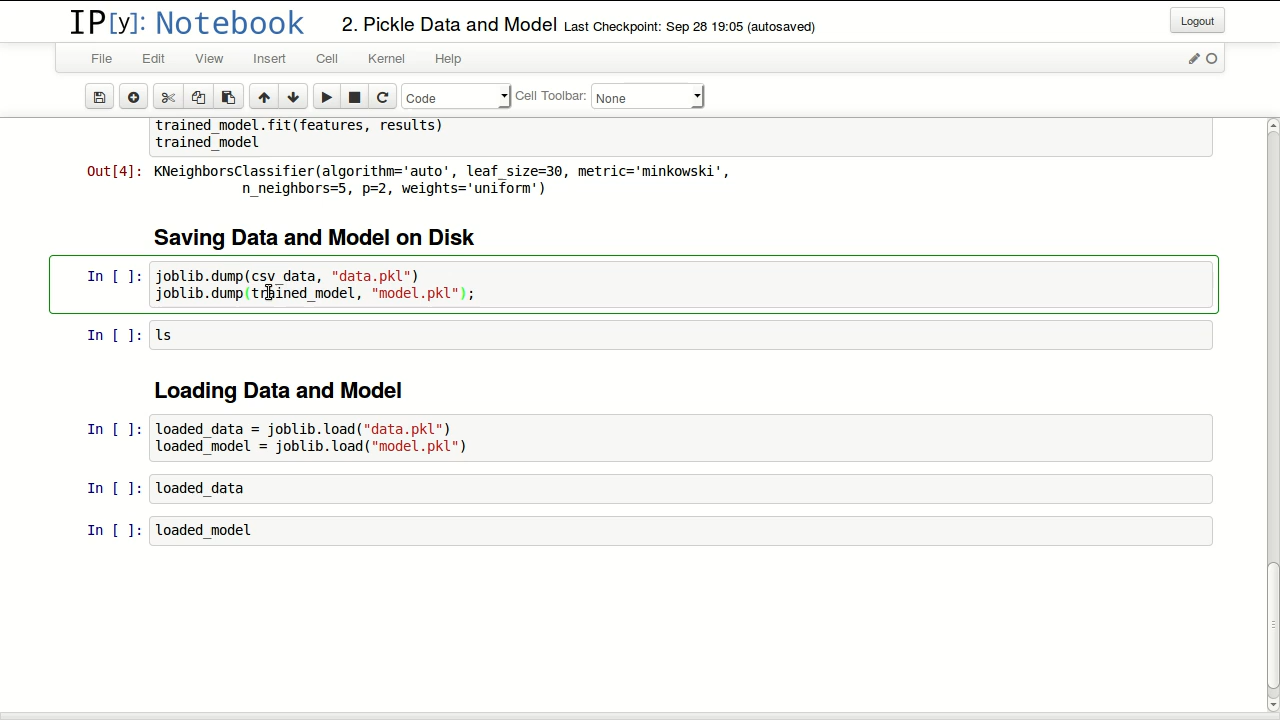 IP[y]: Notebook 2. Pickle Data and Model Last Checkpoint: Sep 28 19:05 (autosaved) Logout
File Edit View Insert Cell Kernel Help
Code Cell Toolbar: None
trained_model.fit(features, results)
trained_model
Out[4]: KNeighborsClassifier(algorithm='auto', leaf_size=30, metric='minkowski',
n_neighbors=5, p=2, weights='uniform')
Saving Data and Model on Disk
In [ ]: joblib.dump(csv_data, "data.pkl")
joblib.dump(trained_model, "model.pkl");
In [ ]: ls
Loading Data and Model
In [ ]: loaded_data = joblib.load("data.pkl")
loaded_model = joblib.load("model.pkl")
In [ ]: loaded_data
In [ ]: loaded_model